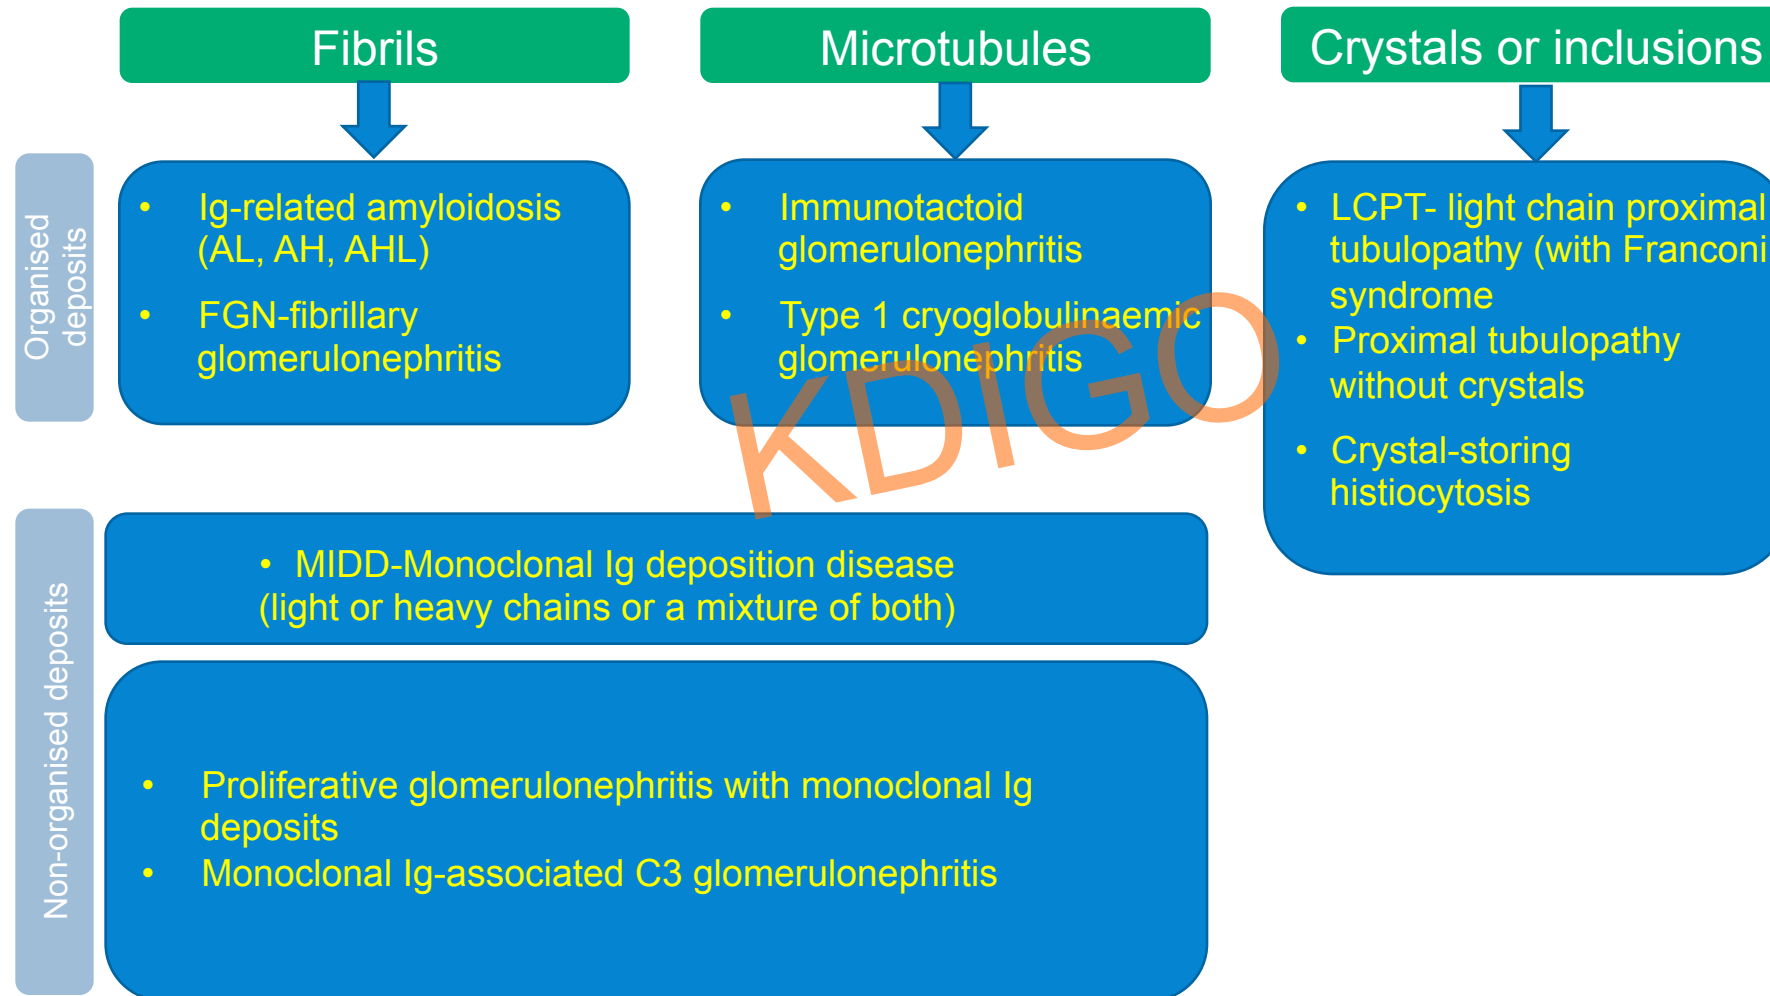 Fibrils
Microtubules
Crystals or inclusions
Organised
deposits
• Ig-related amyloidosis
(AL, AH, AHL)
• FGN-fibrillary
glomerulonephritis
• Immunotactoid
glomerulonephritis
• Type 1 cryoglobulinaemic
glomerulonephritis
• LCPT- light chain proximal
tubulopathy (with Franconi
syndrome
• Proximal tubulopathy
without crystals
• Crystal-storing
histiocytosis
KDIGO
Non-organised deposits
• MIDD-Monoclonal Ig deposition disease
(light or heavy chains or a mixture of both)
• Proliferative glomerulonephritis with monoclonal Ig
deposits
• Monoclonal Ig-associated C3 glomerulonephritis